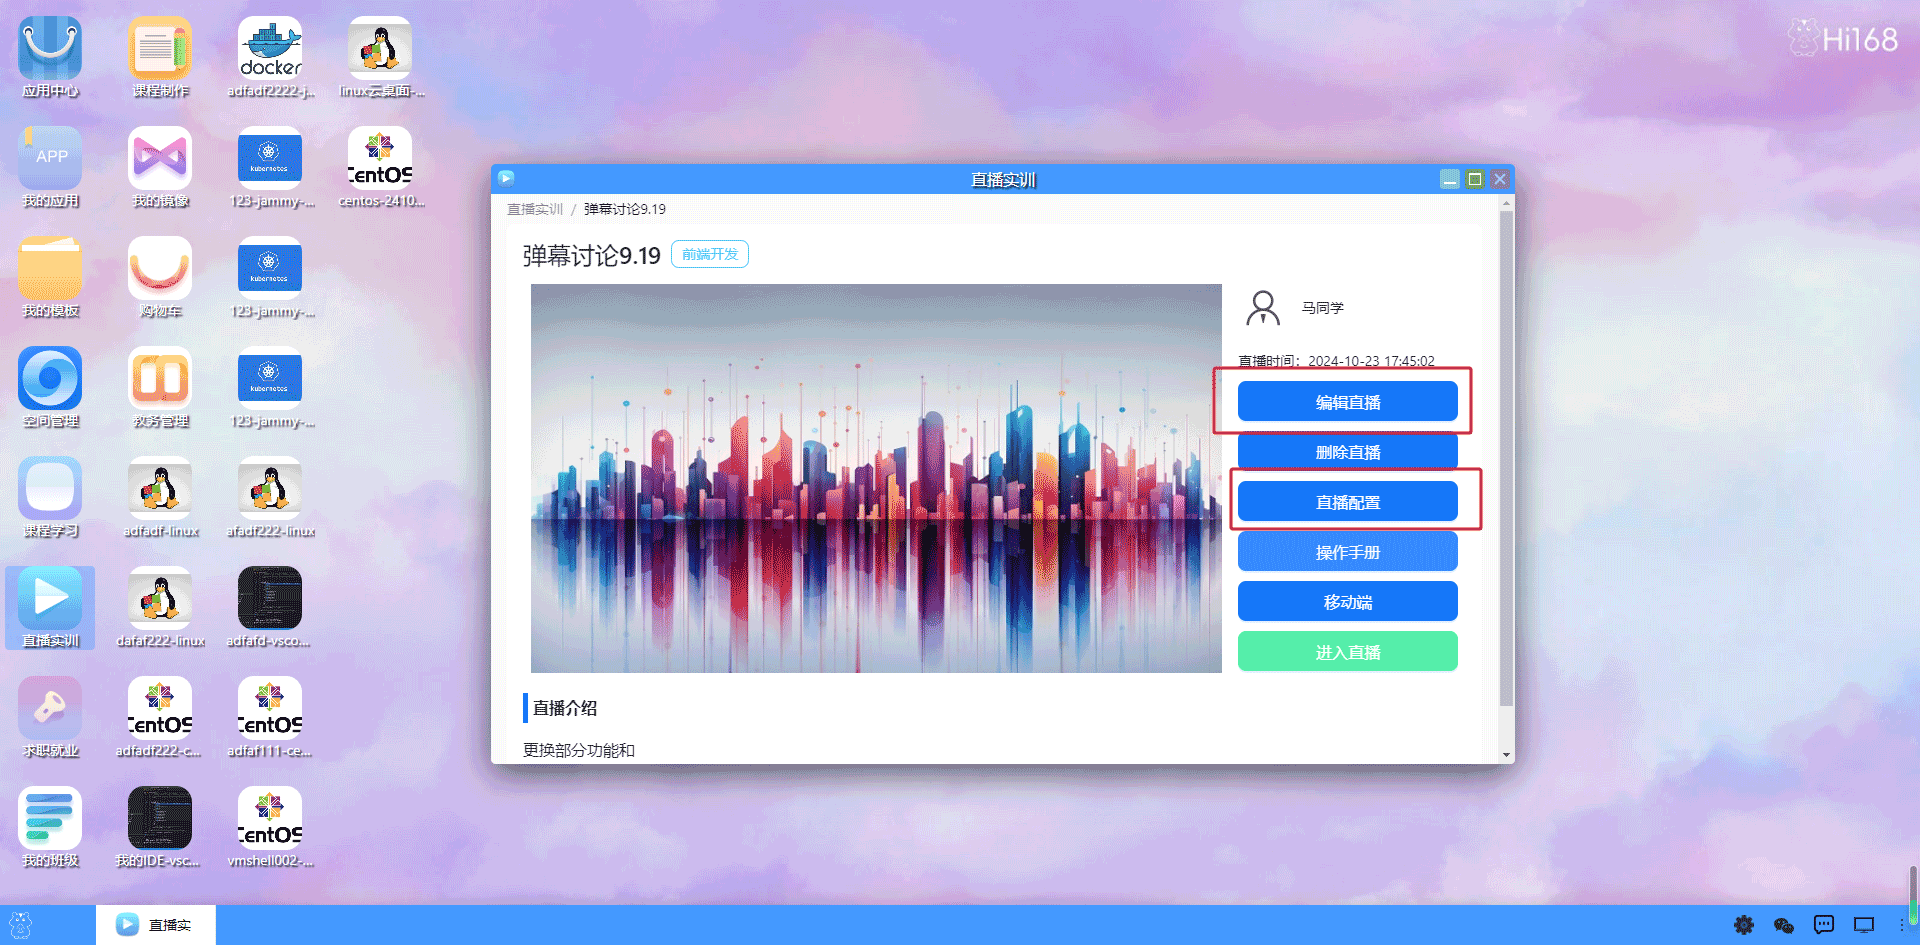 应用中心
课程制作
docker
adfadf2222-j...
linux云桌面-...
Hi168
APP
我的应用
我的镜像
kubernetes
123-jammy-...
CentOS
centos-2410...
我的模板
购物车
kubernetes
123-jammy-...
空间管理
教务管理
kubernetes
123-jammy-...
课程学习
adfadf-linux
afadf222-linux
直播实训
dafaf222-linux
adfafd-vsco...
求职就业
CentOS
adfadf222-c...
CentOS
adfaf111-ce...
我的班级
我的IDE-vsc...
CentOS
vmshell002-...
直播实训
直播实训 / 弹幕讨论9.19
弹幕讨论9.19 前端开发
马同学
直播时间：2024-10-23 17:45:02
编辑直播
删除直播
直播配置
操作手册
移动端
进入直播
直播介绍
更换部分功能和
直播实